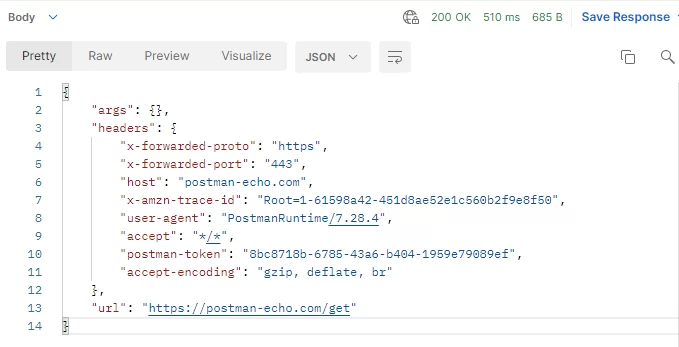 Body 200 OK 510 ms 685 B Save Response
Pretty Raw Preview Visualize JSON
1 {
2 "args": {},
3 "headers": {
4 "x-forwarded-proto": "https",
5 "x-forwarded-port": "443",
6 "host": "postman-echo.com",
7 "x-amzn-trace-id": "Root=1-61598a42-451d8ae52e1c560b2f9e8f50",
8 "user-agent": "PostmanRuntime/7.28.4",
9 "accept": "*/*",
10 "postman-token": "8bc8718b-6785-43a6-b404-1959e79089ef",
11 "accept-encoding": "gzip, deflate, br"
12 },
13 "url": "https://postman-echo.com/get"
14 }